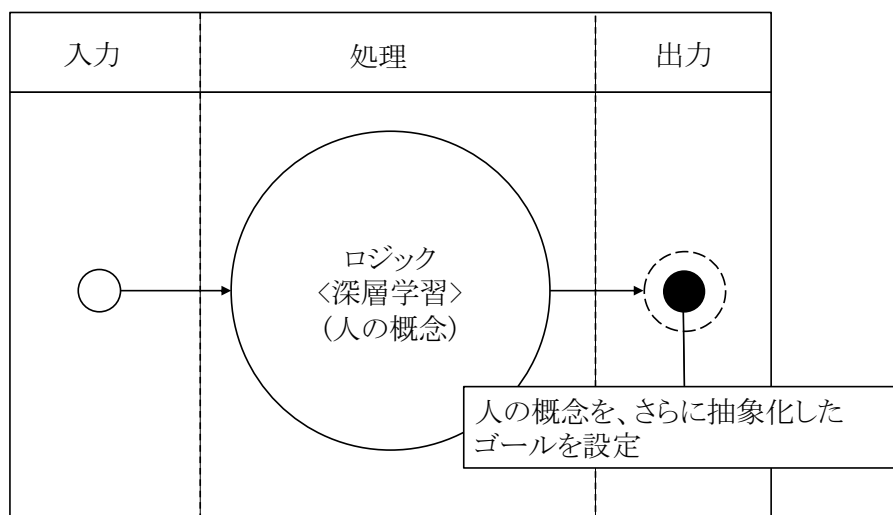 入力
処理
出力
ロジック
<深層学習>
(人の概念)
人の概念を、さらに抽象化した
ゴールを設定